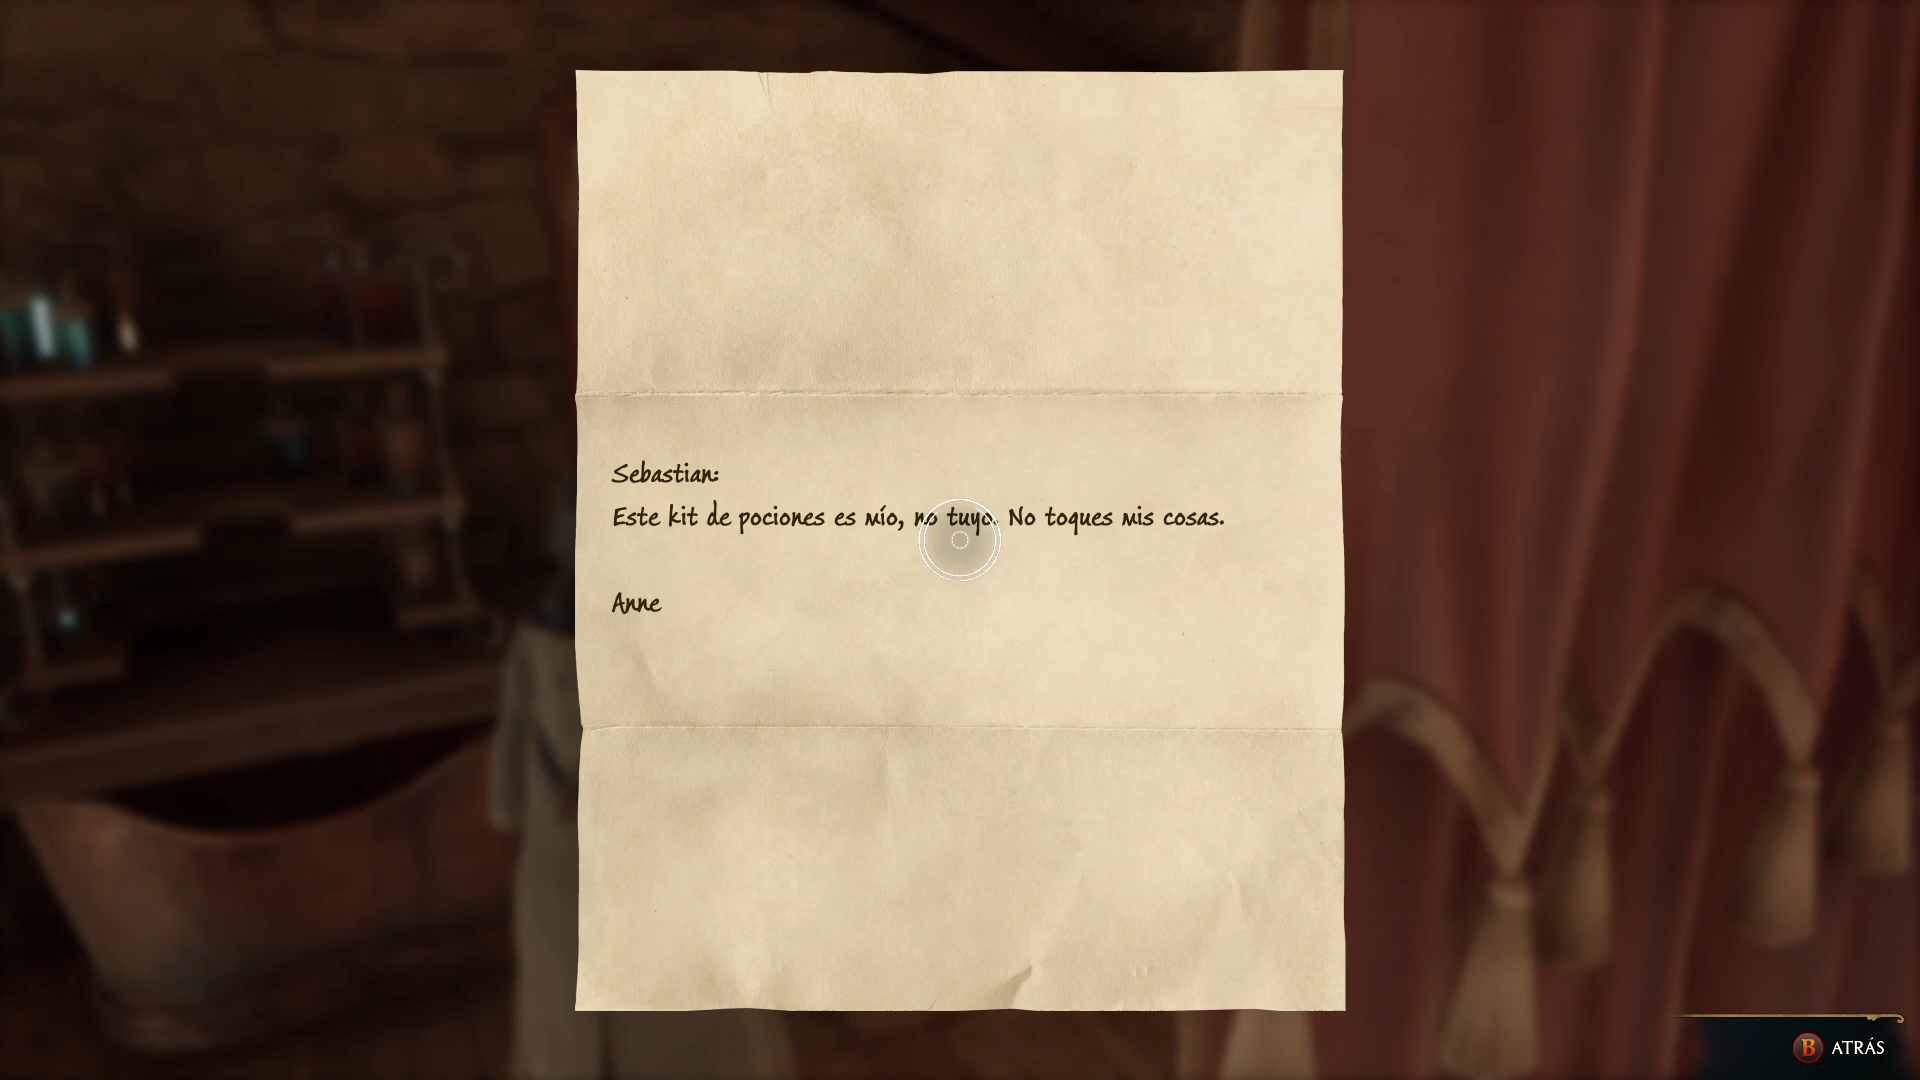 Sebastian:
Este kit de pociones es mío, no tuyo. No toques mis cosas.
Anne
B ATRÁS